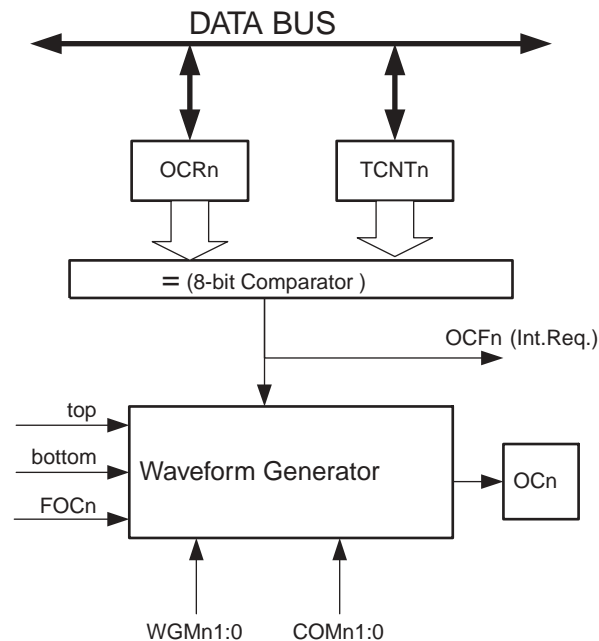 DATA BUS
OCRn
TCNTn
= (8-bit Comparator )
OCFn (Int.Req.)
top
bottom
FOCn
Waveform Generator
OCn
WGMn1:0
COMn1:0